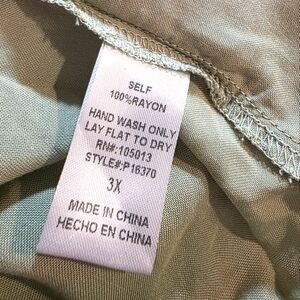 SELF
100%RAYON
HAND WASH ONLY
LAY FLAT TO DRY
RN#:105013
STYLE#:P16370
3X
MADE IN CHINA
HECHO EN CHINA